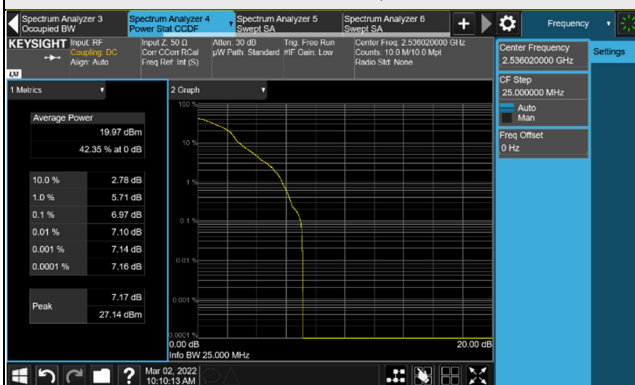 Spectrum Analyzer 3
Occupied BW
Spectrum Analyzer 4
Power Stat CCDF
Spectrum Analyzer 5
Swept SA
Spectrum Analyzer 6
Swept SA
+
Frequency
KEYSIGHT
Input: RF
Coupling: DC
Align: Auto
Input Z: 50 Ω
Corr CCorr RCal
Freq Ref: Int (S)
Atten: 30 dB
µW Path: Standard
Trig: Free Run
#IF Gain: Low
Center Freq: 2.536020000 GHz
Counts: 10.0 M/10.0 Mpt
Radio Std: None
Center Frequency
2.536020000 GHz
Settings
CF Step
25.000000 MHz
Auto
Man
Freq Offset
0 Hz
1 Metrics
2 Graph
Average Power
19.97 dBm
42.35 % at 0 dB
10.0 % 2.78 dB
1.0 % 5.71 dB
0.1 % 6.97 dB
0.01 % 7.10 dB
0.001 % 7.14 dB
0.0001 % 7.16 dB
Peak
7.17 dB
27.14 dBm
100 %
10 %
1 %
0.1 %
0.01 %
0.001 %
0.0001 %
0.00 dB
20.00 dB
Info BW 25.000 MHz
?
Mar 02, 2022
10:10:13 AM